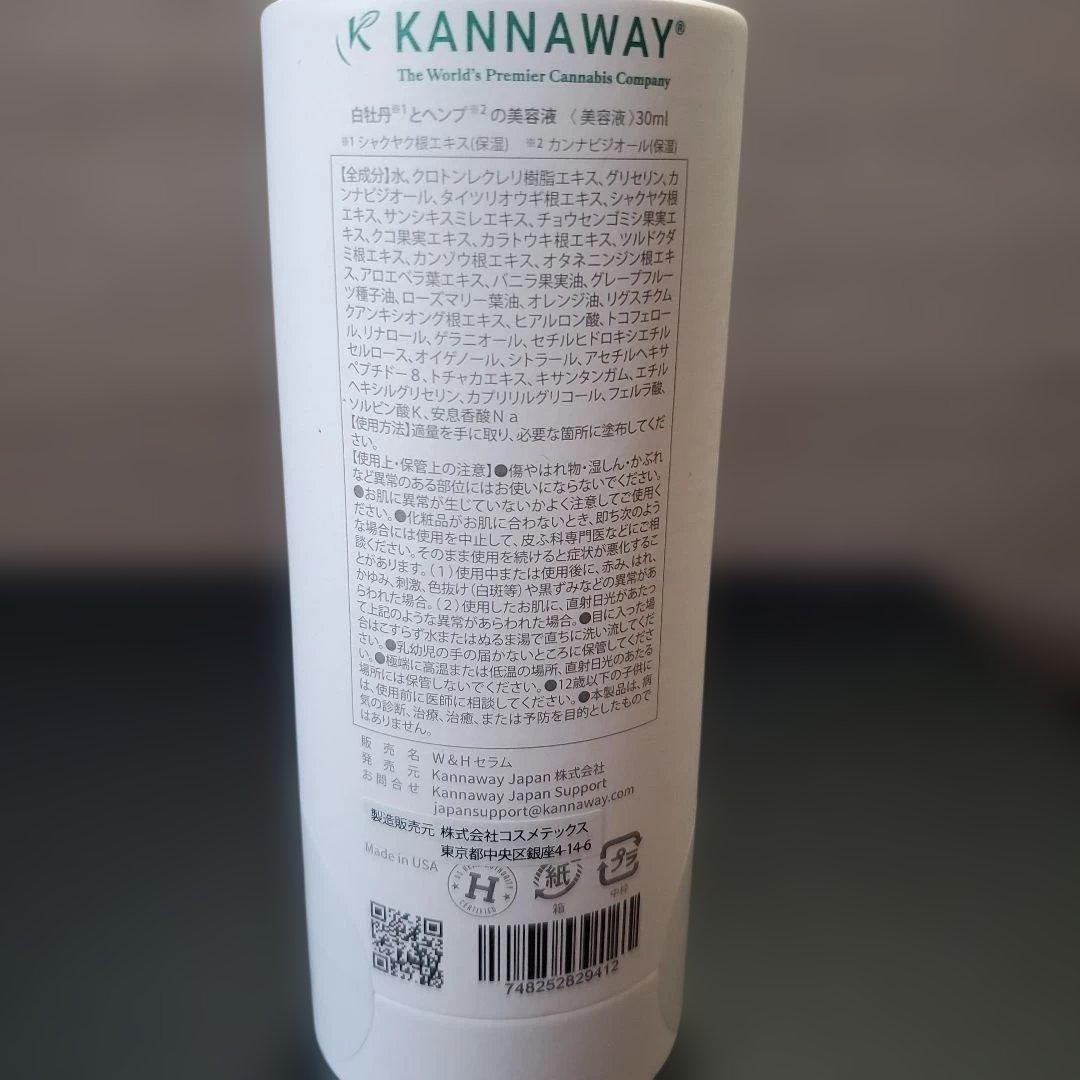 KANNAWAY®
The World's Premier Cannabis Company
白牡丹※1とヘンプ※2の美容液 〈美容液〉30ml
※1 シャクヤク根エキス(保湿) ※2 カンナビジオール(保湿)
【全成分】水、クロトンレクレリ樹脂エキス、グリセリン、カ
ンナビジオール、タイツリオウギ根エキス、シャクヤク根
エキス、サンシキスミレエキス、チョウセンゴミシ果実エ
キス、クコ果実エキス、カラトウキ根エキス、ツルドクダ
ミ根エキス、カンゾウ根エキス、オタネニンジン根エキ
ス、アロエベラ葉エキス、バニラ果実油、グレープフルー
ツ種子油、ローズマリー葉油、オレンジ油、リグスチクム
クアンキシオング根エキス、ヒアルロン酸、トコフェロー
ル、リナロール、ゲラニオール、セチルヒドロキシエチル
セルロース、オイゲノール、シトラール、アセチルヘキサ
ペプチドー8、トチャカエキス、キサンタンガム、エチル
ヘキシルグリセリン、カプリリルグリコール、フェルラ酸、
ソルビン酸K、安息香酸Na
【使用方法】適量を手に取り、必要な箇所に塗布してくだ
さい。
【使用上・保管上の注意】●傷やはれ物・湿しん・かぶれ
など異常のある部位にはお使いにならないでください。
●お肌に異常が生じていないかよく注意してご使用く
ださい。●化粧品がお肌に合わないとき、即ち次のよう
な場合には使用を中止して、皮ふ科専門医などにご相
談ください。そのまま使用を続けると症状が悪化するこ
とがあります。(1)使用中または使用後に、赤み、はれ、
かゆみ、刺激、色抜け(白斑等)や黒ずみなどの異常があ
らわれた場合。(2)使用したお肌に、直射日光があたっ
て上記のような異常があらわれた場合。●目に入った場
合はこすらず水またはぬるま湯で直ちに洗い流してくだ
さい。●乳幼児の手の届かないところに保管してくださ
い。●極端に高温または低温の場所、直射日光のあたる
場所には保管しないでください。●12歳以下の子供に
は、使用前に医師に相談してください。●本製品は、病
気の診断、治療、治癒、または予防を目的としたもので
はありません。
販売名 W&Hセラム
発売元 Kannaway Japan 株式会社
お問合せ Kannaway Japan Support
japansupport@kannaway.com
製造販売元 株式会社コスメテックス
東京都中央区銀座4-14-6
Made in USA
H
CERTIFIED
紙
箱
プラ
中枠
748252829412